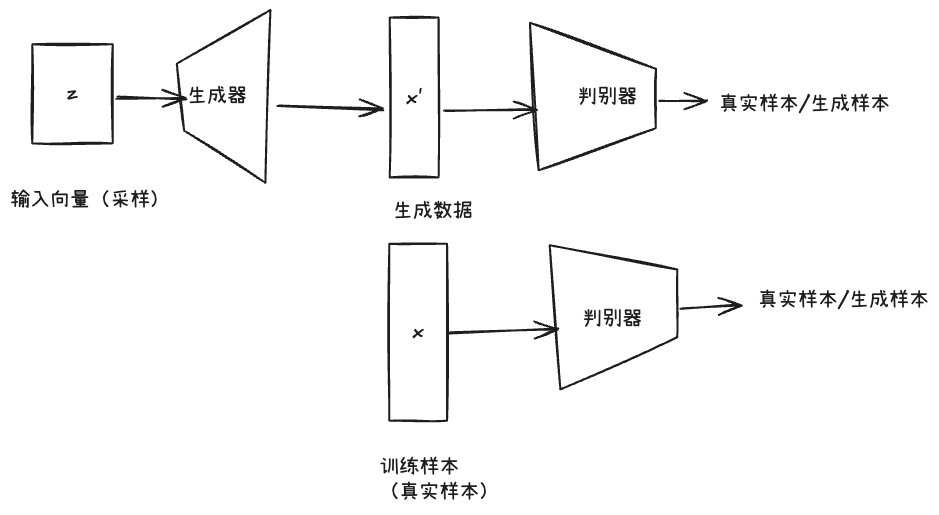 z
生成器
x'
判别器
真实样本/生成样本
输入向量（采样）
生成数据
x
判别器
真实样本/生成样本
训练样本
（真实样本）